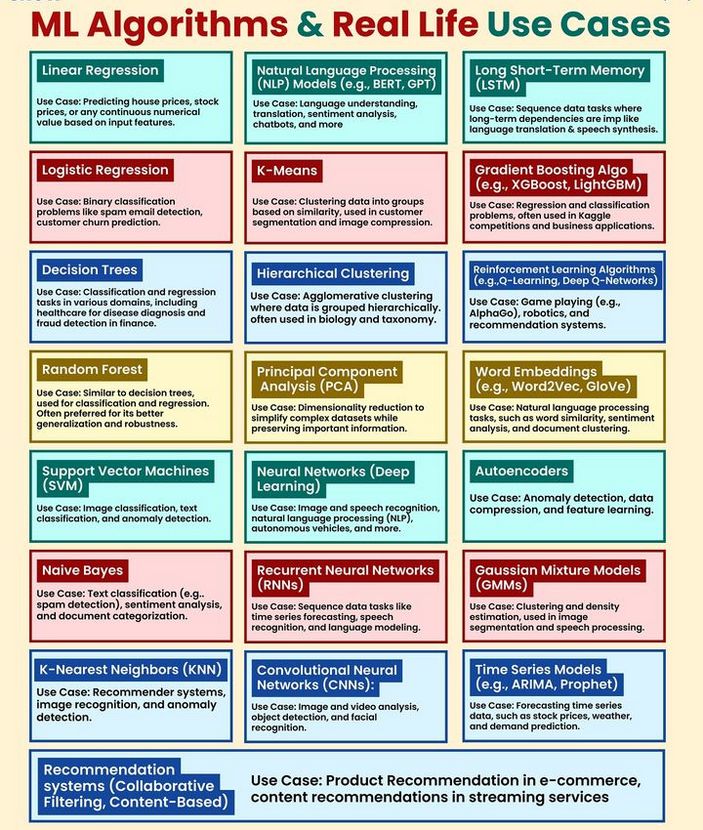 ML Algorithms & Real Life Use Cases
Linear Regression
Use Case: Predicting house prices, stock
prices, or any continuous numerical
value based on input features.
Natural Language Processing
(NLP) Models (e.g., BERT, GPT)
Use Case: Language understanding,
translation, sentiment analysis,
chatbots, and more
Long Short-Term Memory
(LSTM)
Use Case: Sequence data tasks where
long-term dependencies are imp like
language translation & speech synthesis.
Logistic Regression
Use Case: Binary classification
problems like spam email detection,
customer churn prediction.
K-Means
Use Case: Clustering data into groups
based on similarity, used in customer
segmentation and image compression.
Gradient Boosting Algo
(e.g., XGBoost, LightGBM)
Use Case: Regression and classification
problems, often used in Kaggle
competitions and business applications.
Decision Trees
Use Case: Classification and regression
tasks in various domains, including
healthcare for disease diagnosis and
fraud detection in finance.
Hierarchical Clustering
Use Case: Agglomerative clustering
where data is grouped hierarchically.
often used in biology and taxonomy.
Reinforcement Learning Algorithms
(e.g.,Q-Learning, Deep Q-Networks)
Use Case: Game playing (e.g.,
AlphaGo), robotics, and
recommendation systems.
Random Forest
Use Case: Similar to decision trees,
used for classification and regression.
Often preferred for its better
generalization and robustness.
Principal Component
Analysis (PCA)
Use Case: Dimensionality reduction to
simplify complex datasets while
preserving important information.
Word Embeddings
(e.g., Word2Vec, GloVe)
Use Case: Natural language processing
tasks, such as word similarity, sentiment
analysis, and document clustering.
Support Vector Machines
(SVM)
Use Case: Image classification, text
classification, and anomaly detection.
Neural Networks (Deep
Learning)
Use Case: Image and speech recognition,
natural language processing (NLP),
autonomous vehicles, and more.
Autoencoders
Use Case: Anomaly detection, data
compression, and feature learning.
Naive Bayes
Use Case: Text classification (e.g..
spam detection), sentiment analysis,
and document categorization.
Recurrent Neural Networks
(RNNs)
Use Case: Sequence data tasks like
time series forecasting, speech
recognition, and language modeling.
Gaussian Mixture Models
(GMMs)
Use Case: Clustering and density
estimation, used in image
segmentation and speech processing.
K-Nearest Neighbors (KNN)
Use Case: Recommender systems,
image recognition, and anomaly
detection.
Convolutional Neural
Networks (CNNs):
Use Case: Image and video analysis,
object detection, and facial
recognition.
Time Series Models
(e.g., ARIMA, Prophet)
Use Case: Forecasting time series
data, such as stock prices, weather,
and demand prediction.
Recommendation
systems (Collaborative
Filtering, Content-Based)
Use Case: Product Recommendation in e-commerce,
content recommendations in streaming services